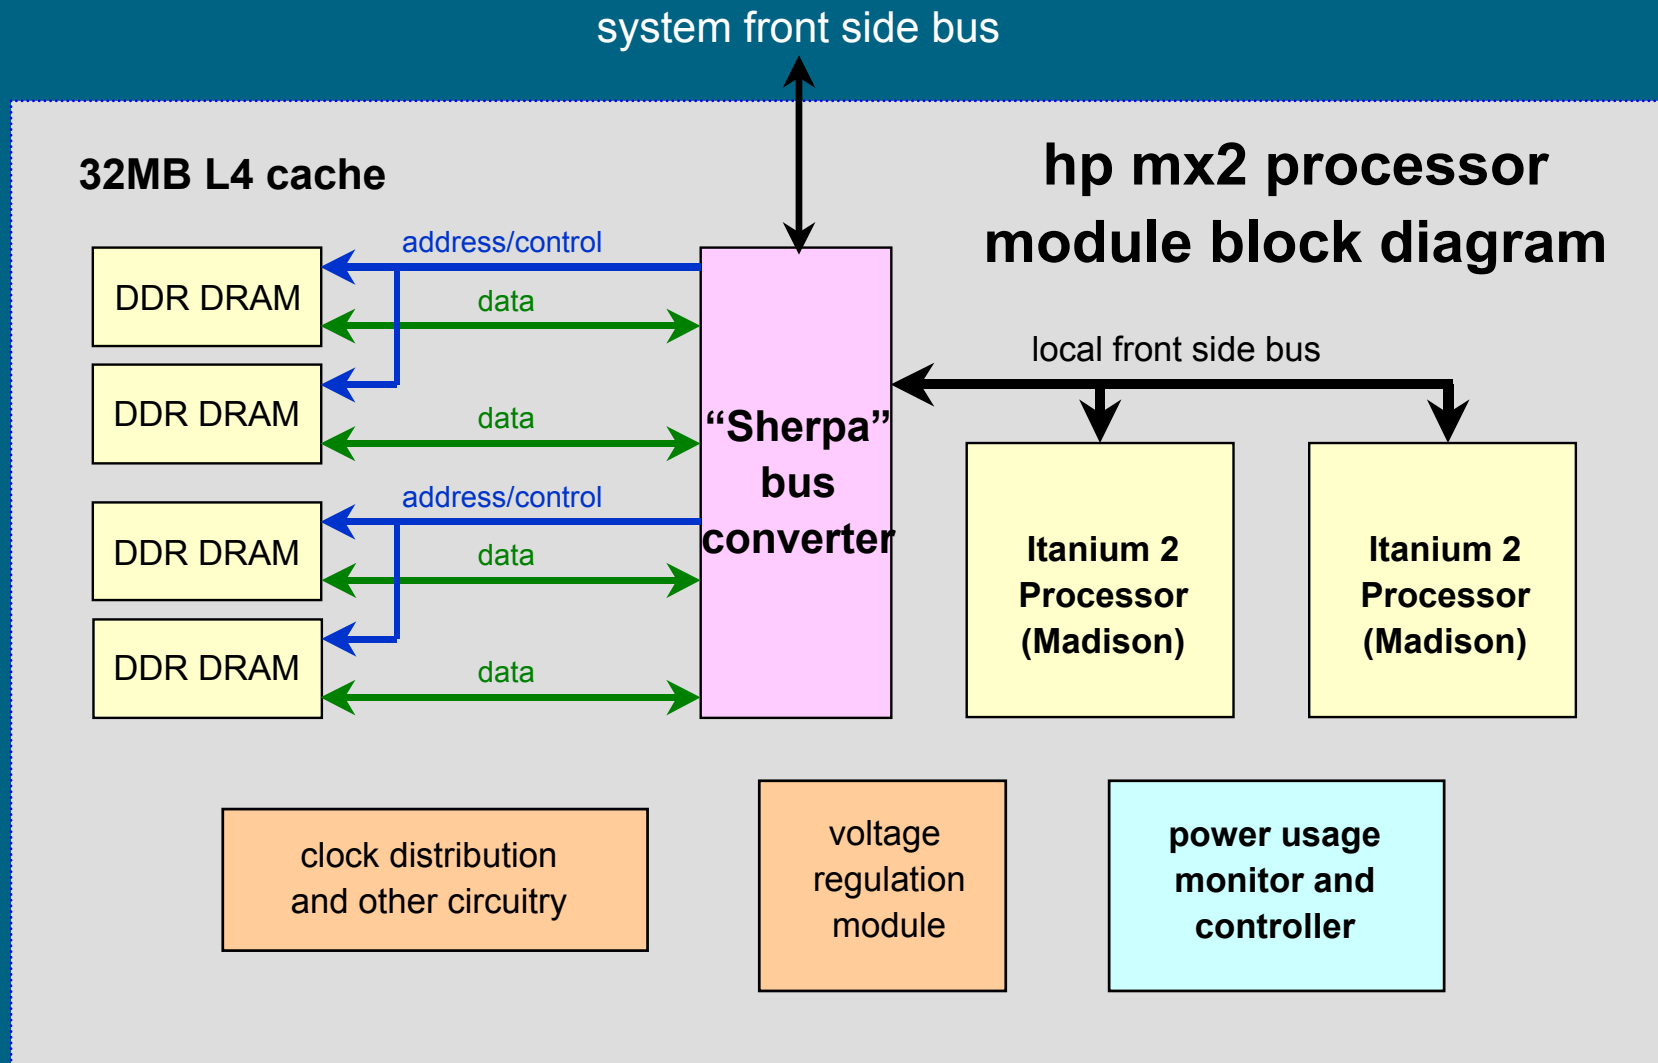 system front side bus
32MB L4 cache
hp mx2 processor
module block diagram
address/control
DDR DRAM
data
DDR DRAM
data
address/control
DDR DRAM
data
DDR DRAM
data
“Sherpa”
bus
converter
local front side bus
Itanium 2
Processor
(Madison)
Itanium 2
Processor
(Madison)
clock distribution
and other circuitry
voltage
regulation
module
power usage
monitor and
controller